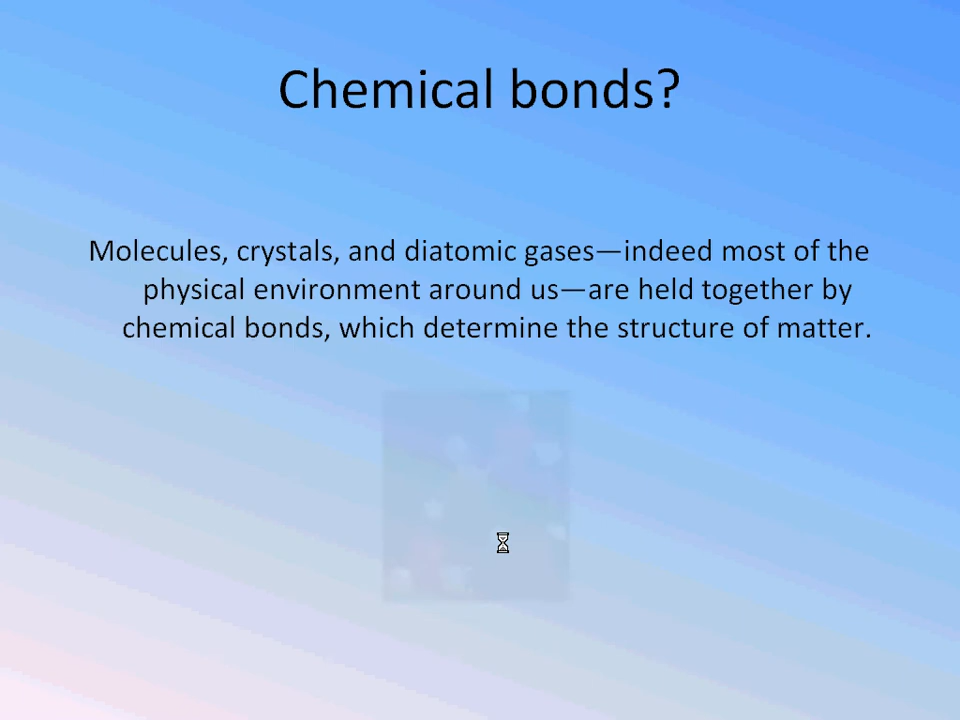 Chemical bonds?
Molecules, crystals, and diatomic gases—indeed most of the
physical environment around us—are held together by
chemical bonds, which determine the structure of matter.